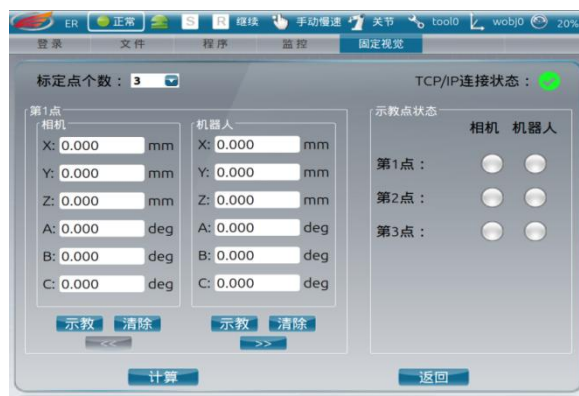 ER 正常 S R 继续 手动慢速 关节 tool0 wobj0 20%
登录 文件 程序 监控 固定视觉
标定点个数： 3 TCP/IP连接状态：
第1点
相机
X: 0.000 mm
Y: 0.000 mm
Z: 0.000 mm
A: 0.000 deg
B: 0.000 deg
C: 0.000 deg
示教 清除
<<
机器人
X: 0.000 mm
Y: 0.000 mm
Z: 0.000 mm
A: 0.000 deg
B: 0.000 deg
C: 0.000 deg
示教 清除
>>
示教点状态
相机 机器人
第1点：
第2点：
第3点：
计算 返回